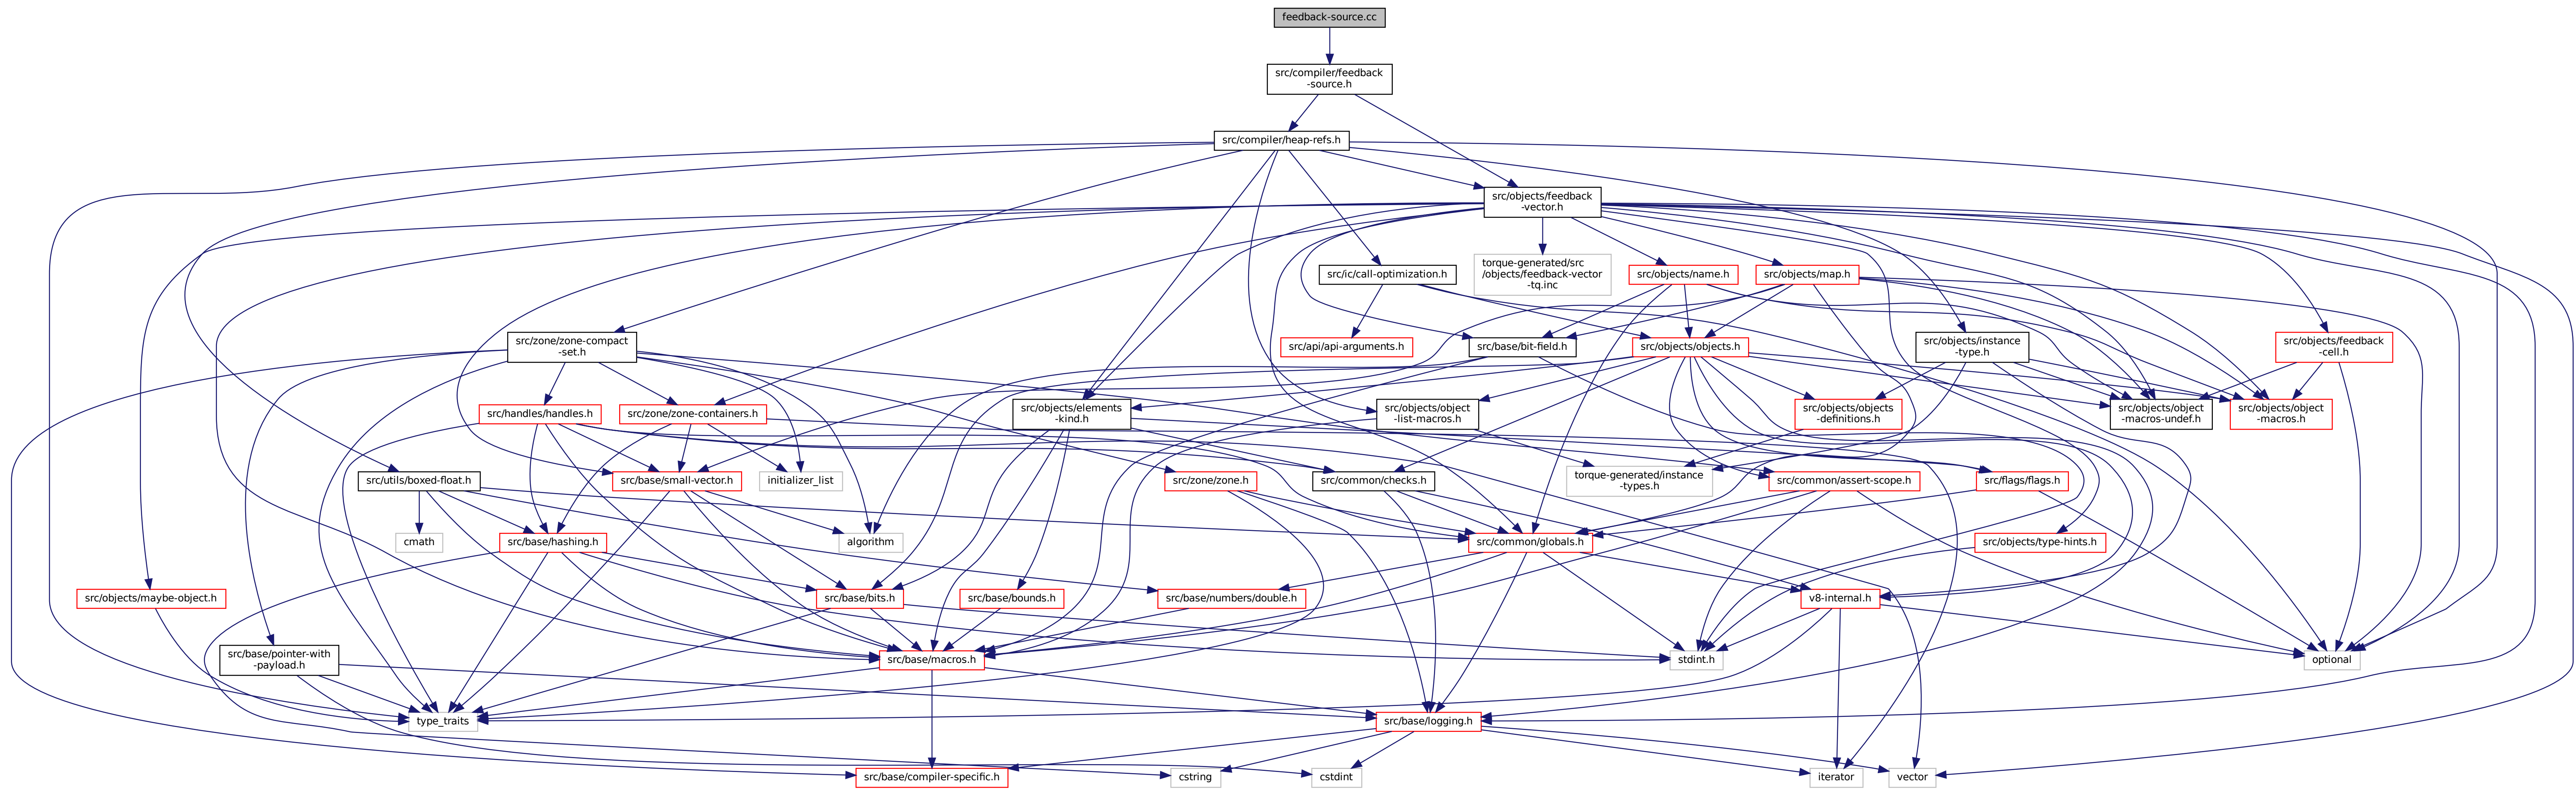 feedback-source.cc
src/compiler/feedback
-source.h
src/compiler/heap-refs.h
src/objects/feedback
-vector.h
torque-generated/src
/objects/feedback-vector
-tq.inc
src/ic/call-optimization.h
src/objects/name.h
src/objects/map.h
src/zone/zone-compact
-set.h
src/api/api-arguments.h
src/base/bit-field.h
src/objects/objects.h
src/objects/instance
-type.h
src/objects/feedback
-cell.h
src/handles/handles.h
src/zone/zone-containers.h
src/objects/elements
-kind.h
src/objects/object
-list-macros.h
src/objects/objects
-definitions.h
src/objects/object
-macros-undef.h
src/objects/object
-macros.h
src/utils/boxed-float.h
src/base/small-vector.h
initializer_list
src/zone/zone.h
src/common/checks.h
torque-generated/instance
-types.h
src/common/assert-scope.h
src/flags/flags.h
cmath
src/base/hashing.h
algorithm
src/common/globals.h
src/objects/type-hints.h
src/objects/maybe-object.h
src/base/bits.h
src/base/bounds.h
src/base/numbers/double.h
v8-internal.h
src/base/pointer-with
-payload.h
src/base/macros.h
stdint.h
optional
type_traits
src/base/logging.h
src/base/compiler-specific.h
cstring
cstdint
iterator
vector